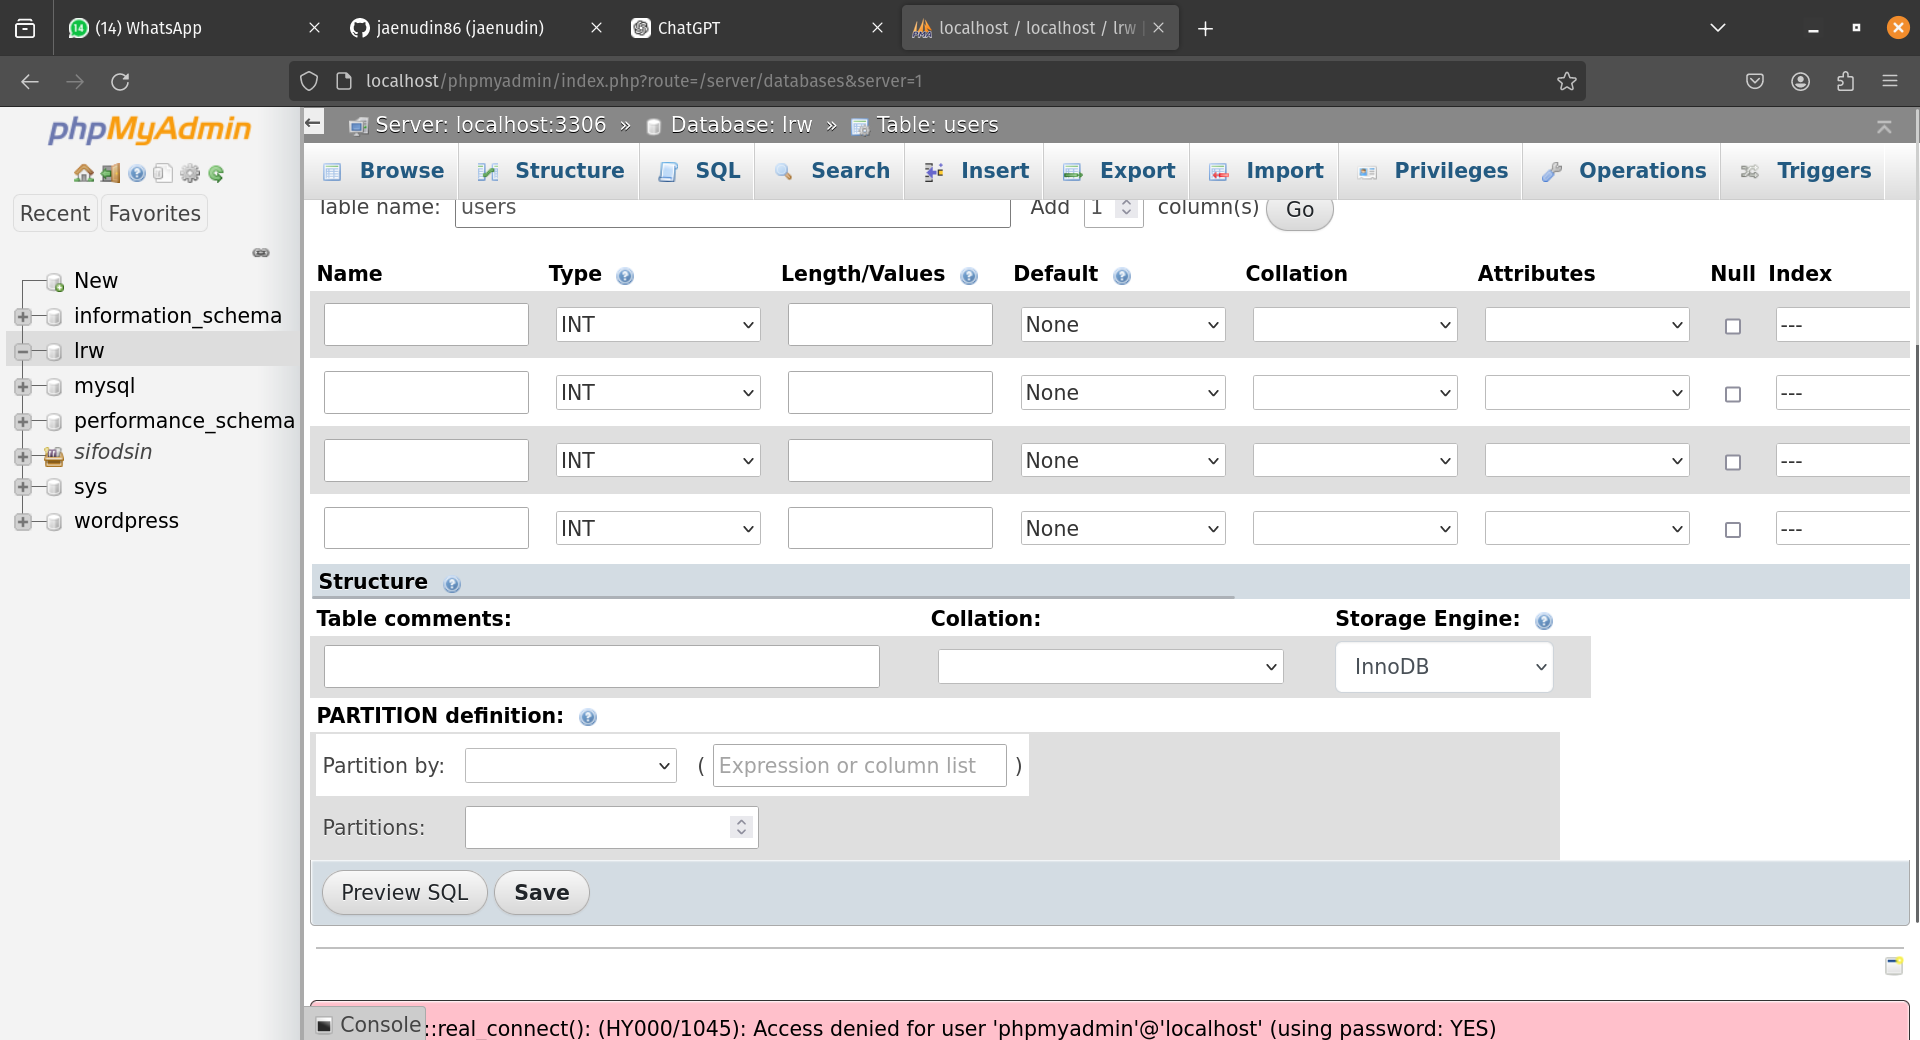 (14) WhatsApp
jaenudin86 (jaenudin)
ChatGPT
localhost / localhost / lrw |
localhost/phpmyadmin/index.php?route=/server/databases&server=1
phpMyAdmin
Recent
Favorites
New
information_schema
lrw
mysql
performance_schema
sifodsin
sys
wordpress
Server: localhost:3306 » Database: lrw » Table: users
Browse
Structure
SQL
Search
Insert
Export
Import
Privileges
Operations
Triggers
Table name: users Add 1 column(s) Go
Name Type Length/Values Default Collation Attributes Null Index
INT None ---
INT None ---
INT None ---
INT None ---
Structure
Table comments: Collation: Storage Engine:
InnoDB
PARTITION definition:
Partition by: ( Expression or column list )
Partitions:
Preview SQL Save
Console
::real_connect(): (HY000/1045): Access denied for user 'phpmyadmin'@'localhost' (using password: YES)